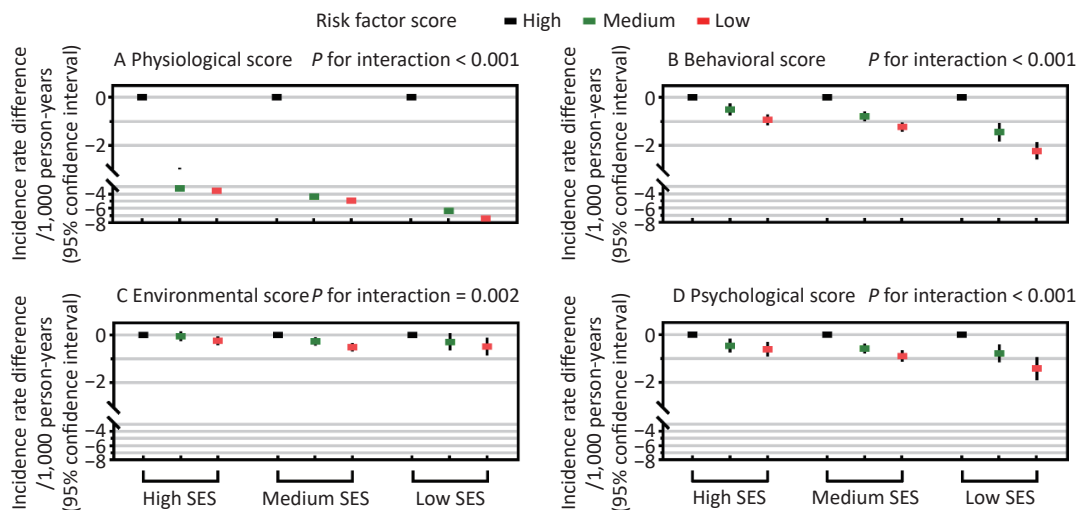 Risk factor score High Medium Low
A Physiological score P for interaction < 0.001
Incidence rate difference
/1,000 person-years
(95% confidence interval)
0
−2
−4
−6
−8
B Behavioral score P for interaction < 0.001
Incidence rate difference
/1,000 person-years
(95% confidence interval)
0
−2
−4
−6
−8
C Environmental score P for interaction = 0.002
Incidence rate difference
/1,000 person-years
(95% confidence interval)
0
−2
−4
−6
−8
High SES Medium SES Low SES
D Psychological score P for interaction < 0.001
Incidence rate difference
/1,000 person-years
(95% confidence interval)
0
−2
−4
−6
−8
High SES Medium SES Low SES